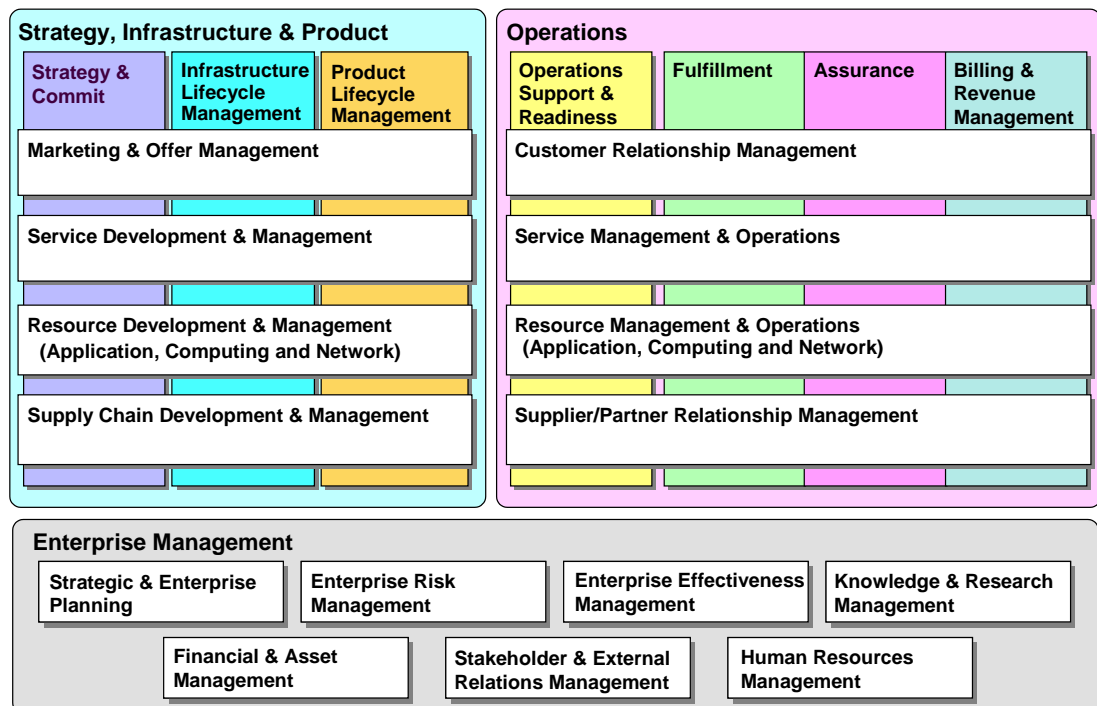 Strategy, Infrastructure & Product
Strategy &
Commit
Infrastructure
Lifecycle
Management
Product
Lifecycle
Management
Marketing & Offer Management
Service Development & Management
Resource Development & Management
(Application, Computing and Network)
Supply Chain Development & Management
Operations
Operations
Support &
Readiness
Fulfillment
Assurance
Billing &
Revenue
Management
Customer Relationship Management
Service Management & Operations
Resource Management & Operations
(Application, Computing and Network)
Supplier/Partner Relationship Management
Enterprise Management
Strategic & Enterprise
Planning
Enterprise Risk
Management
Enterprise Effectiveness
Management
Knowledge & Research
Management
Financial & Asset
Management
Stakeholder & External
Relations Management
Human Resources
Management